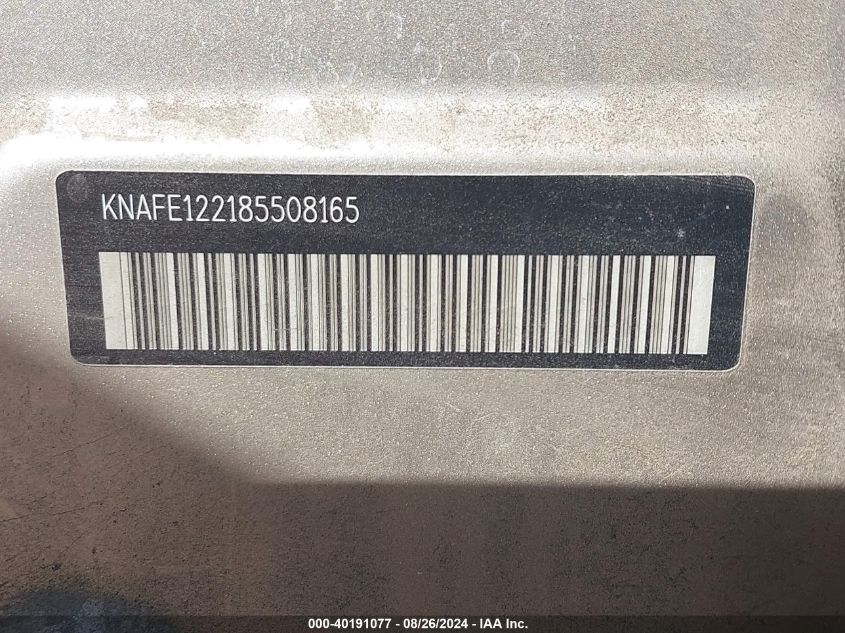 KNAFE122185508165
000-40191077 - 08/26/2024 - IAA Inc.